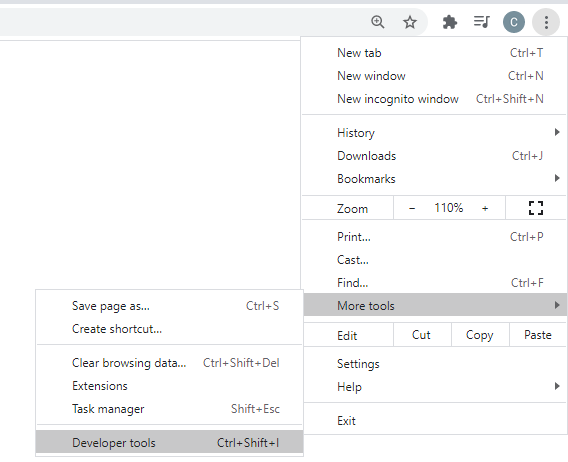 C
New tab Ctrl+T
New window Ctrl+N
New incognito window Ctrl+Shift+N
History
Downloads Ctrl+J
Bookmarks
Zoom − 110% +
Print... Ctrl+P
Cast...
Find... Ctrl+F
More tools
Edit Cut Copy Paste
Settings
Help
Exit
Save page as... Ctrl+S
Create shortcut...
Clear browsing data... Ctrl+Shift+Del
Extensions
Task manager Shift+Esc
Developer tools Ctrl+Shift+I